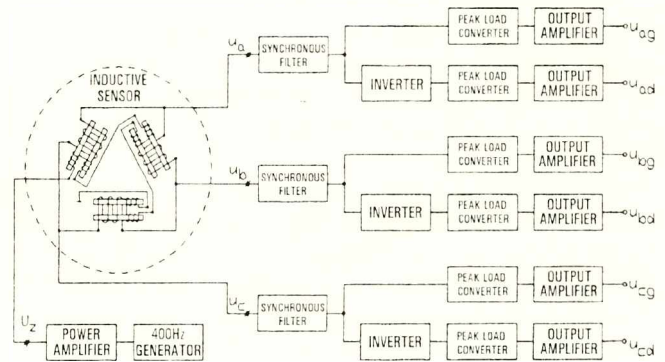 INDUCTIVE
SENSOR
u_a
SYNCHRONOUS
FILTER
PEAK LOAD
CONVERTER
OUTPUT
AMPLIFIER
u_ag
INVERTER
PEAK LOAD
CONVERTER
OUTPUT
AMPLIFIER
u_ad
u_b
SYNCHRONOUS
FILTER
PEAK LOAD
CONVERTER
OUTPUT
AMPLIFIER
u_bg
INVERTER
PEAK LOAD
CONVERTER
OUTPUT
AMPLIFIER
u_bd
u_c
SYNCHRONOUS
FILTER
PEAK LOAD
CONVERTER
OUTPUT
AMPLIFIER
u_cg
INVERTER
PEAK LOAD
CONVERTER
OUTPUT
AMPLIFIER
u_cd
U_z
POWER
AMPLIFIER
400Hz
GENERATOR